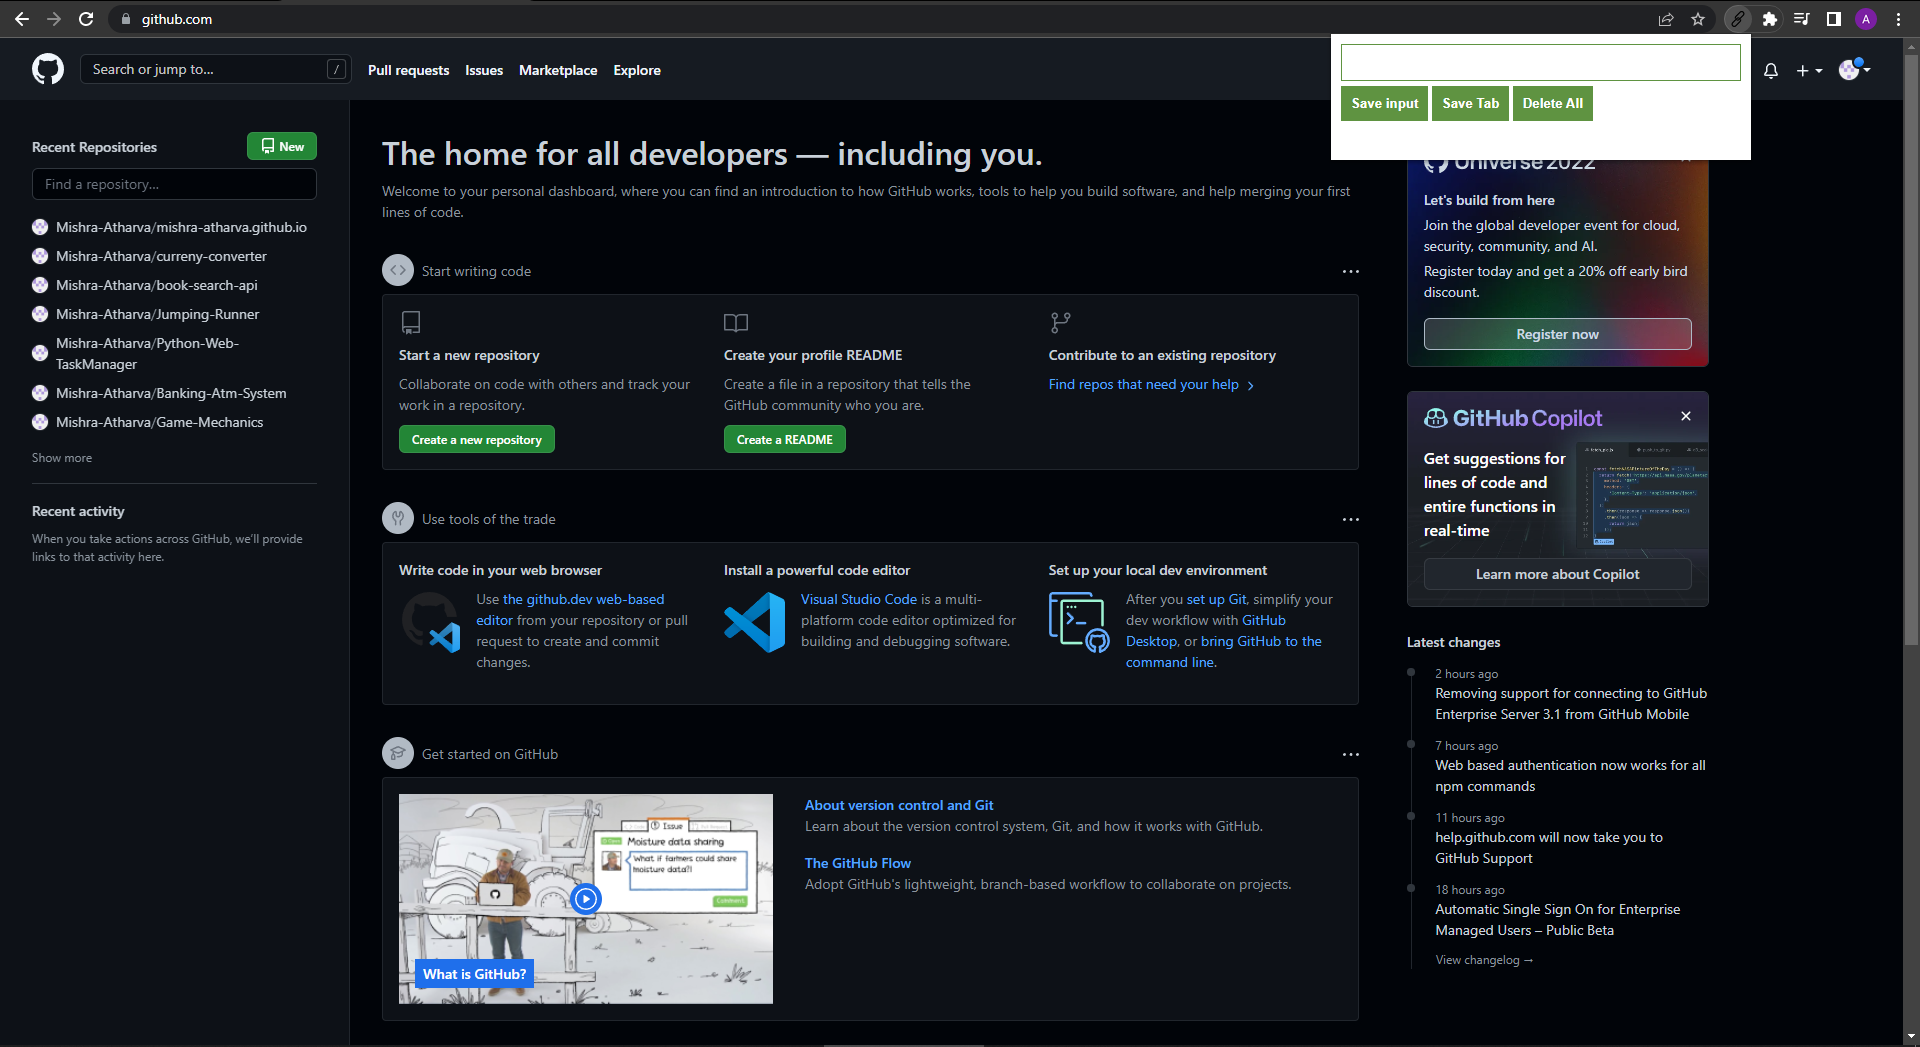 github.com
A
Search or jump to...
/
Pull requests
Issues
Marketplace
Explore
Save input
Save Tab
Delete All
Recent Repositories
New
Find a repository...
Mishra-Atharva/mishra-atharva.github.io
Mishra-Atharva/curreny-converter
Mishra-Atharva/book-search-api
Mishra-Atharva/Jumping-Runner
Mishra-Atharva/Python-Web-
TaskManager
Mishra-Atharva/Banking-Atm-System
Mishra-Atharva/Game-Mechanics
Show more
Recent activity
When you take actions across GitHub, we'll provide
links to that activity here.
The home for all developers — including you.
Welcome to your personal dashboard, where you can find an introduction to how GitHub works, tools to help you build software, and help merging your first
lines of code.
Start writing code
Start a new repository
Collaborate on code with others and track your
work in a repository.
Create a new repository
Create your profile README
Create a file in a repository that tells the
GitHub community who you are.
Create a README
Contribute to an existing repository
Find repos that need your help
Use tools of the trade
Write code in your web browser
Use the github.dev web-based
editor from your repository or pull
request to create and commit
changes.
Install a powerful code editor
Visual Studio Code is a multi-
platform code editor optimized for
building and debugging software.
Set up your local dev environment
After you set up Git, simplify your
dev workflow with GitHub
Desktop, or bring GitHub to the
command line.
Get started on GitHub
Issue
Moisture data sharing
What if farmers could share
moisture data?!
Comment
What is GitHub?
About version control and Git
Learn about the version control system, Git, and how it works with GitHub.
The GitHub Flow
Adopt GitHub's lightweight, branch-based workflow to collaborate on projects.
Universe 2022
Let's build from here
Join the global developer event for cloud,
security, community, and AI.
Register today and get a 20% off early bird
discount.
Register now
GitHub Copilot
Get suggestions for
lines of code and
entire functions in
real-time
Learn more about Copilot
Latest changes
2 hours ago
Removing support for connecting to GitHub
Enterprise Server 3.1 from GitHub Mobile
7 hours ago
Web based authentication now works for all
npm commands
11 hours ago
help.github.com will now take you to
GitHub Support
18 hours ago
Automatic Single Sign On for Enterprise
Managed Users – Public Beta
View changelog →